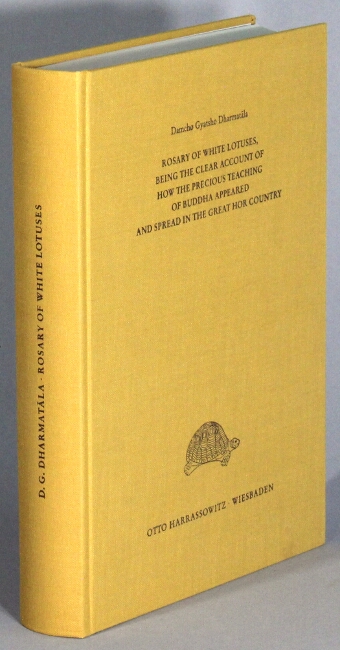 Damcho Gyatsho Dharmatāla
ROSARY OF WHITE LOTUSES,
BEING THE CLEAR ACCOUNT OF
HOW THE PRECIOUS TEACHING
OF BUDDHA APPEARED
AND SPREAD IN THE GREAT HOR COUNTRY
OTTO HARRASSOWITZ · WIESBADEN
D. G. DHARMATĀLA · ROSARY OF WHITE LOTUSES